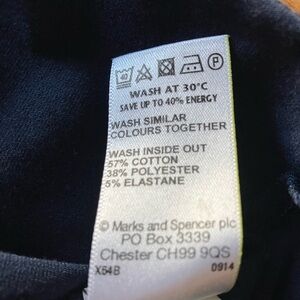 40 P
WASH AT 30°C
SAVE UP TO 40% ENERGY
WASH SIMILAR
COLOURS TOGETHER
WASH INSIDE OUT
57% COTTON
38% POLYESTER
5% ELASTANE
© Marks and Spencer plc
PO Box 3339
Chester CH99 9QS
X54B 0914